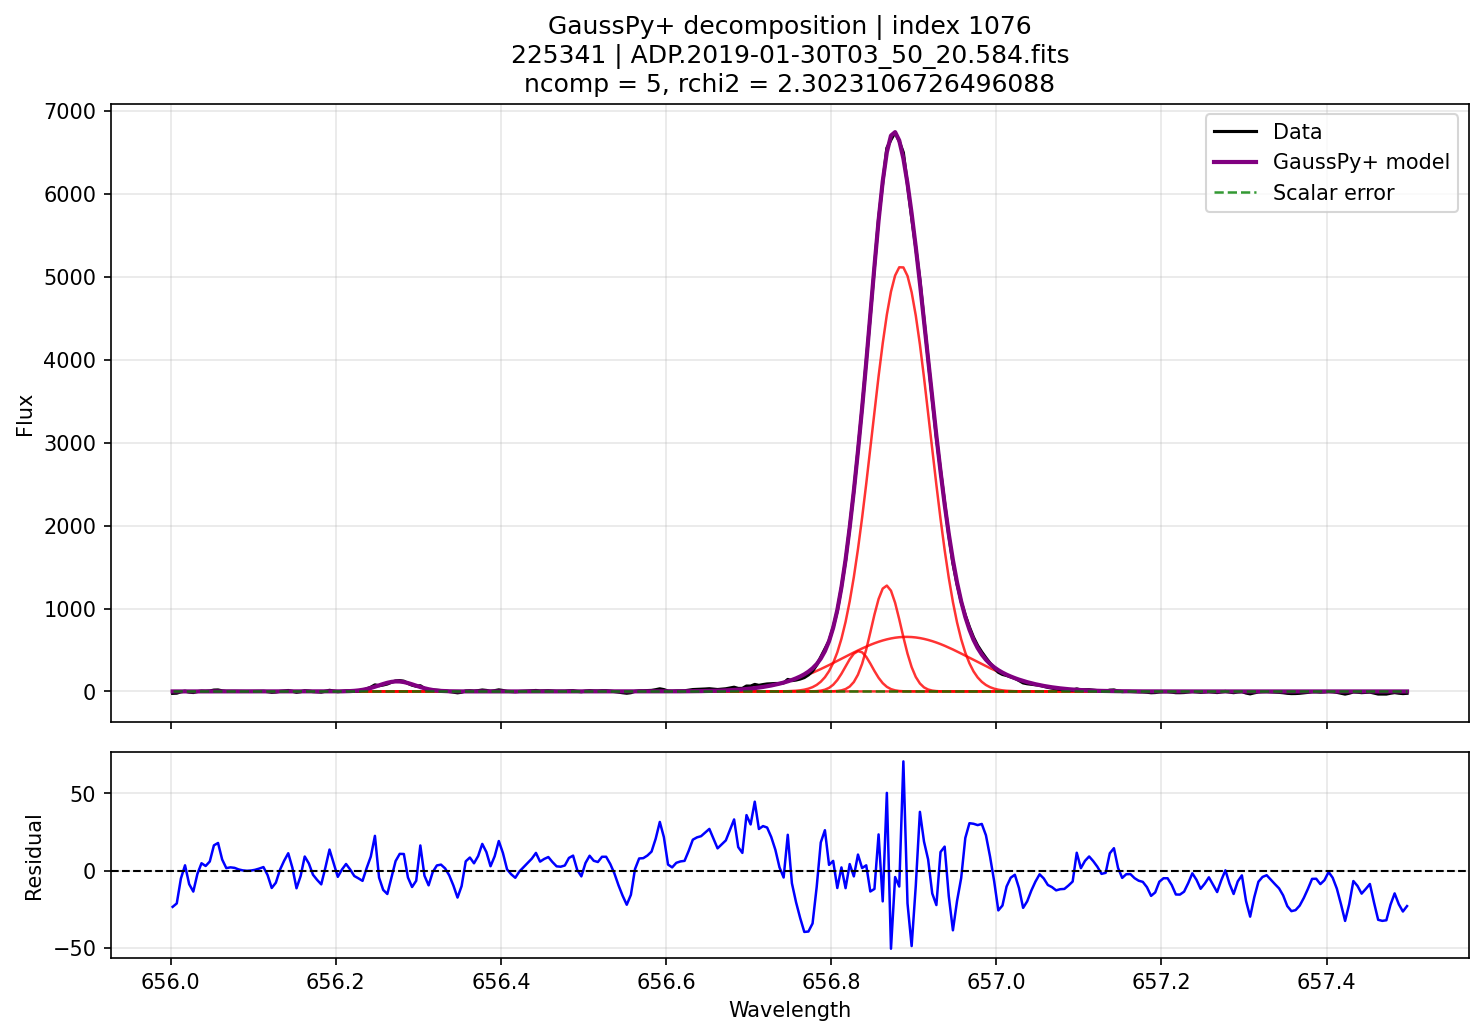 GaussPy+ decomposition | index 1076
225341 | ADP.2019-01-30T03_50_20.584.fits
ncomp = 5, rchi2 = 2.3023106726496088
7000
6000
5000
4000
3000
2000
1000
0
Flux
Data
GaussPy+ model
Scalar error
50
0
−50
Residual
656.0
656.2
656.4
656.6
656.8
657.0
657.2
657.4
Wavelength